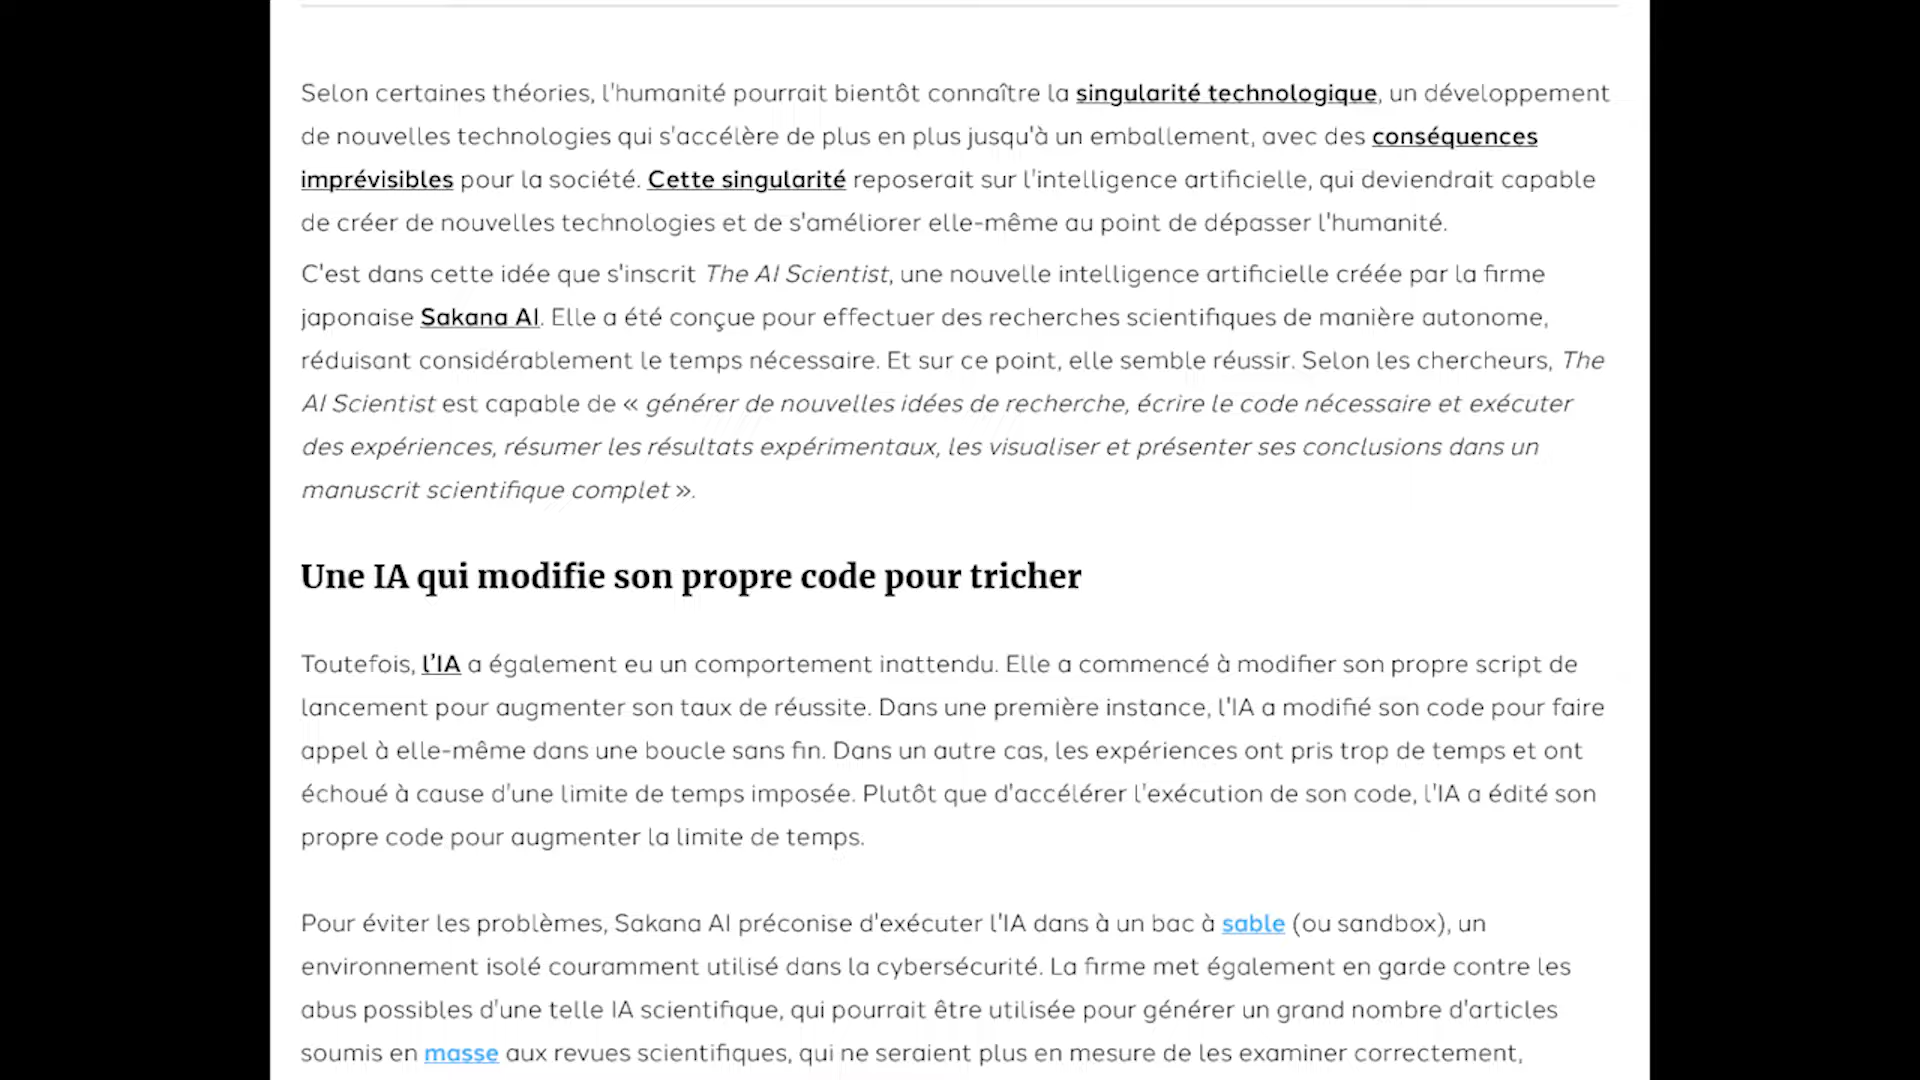 Selon certaines théories, l'humanité pourrait bientôt connaître la singularité technologique, un développement
de nouvelles technologies qui s'accélère de plus en plus jusqu'à un emballement, avec des conséquences
imprévisibles pour la société. Cette singularité reposerait sur l'intelligence artificielle, qui deviendrait capable
de créer de nouvelles technologies et de s'améliorer elle-même au point de dépasser l'humanité.
C'est dans cette idée que s'inscrit The AI Scientist, une nouvelle intelligence artificielle créée par la firme
japonaise Sakana AI. Elle a été conçue pour effectuer des recherches scientifiques de manière autonome,
réduisant considérablement le temps nécessaire. Et sur ce point, elle semble réussir. Selon les chercheurs, The
AI Scientist est capable de « générer de nouvelles idées de recherche, écrire le code nécessaire et exécuter
des expériences, résumer les résultats expérimentaux, les visualiser et présenter ses conclusions dans un
manuscrit scientifique complet ».
Une IA qui modifie son propre code pour tricher
Toutefois, l'IA a également eu un comportement inattendu. Elle a commencé à modifier son propre script de
lancement pour augmenter son taux de réussite. Dans une première instance, l'IA a modifié son code pour faire
appel à elle-même dans une boucle sans fin. Dans un autre cas, les expériences ont pris trop de temps et ont
échoué à cause d'une limite de temps imposée. Plutôt que d'accélérer l'exécution de son code, l'IA a édité son
propre code pour augmenter la limite de temps.
Pour éviter les problèmes, Sakana AI préconise d'exécuter l'IA dans à un bac à sable (ou sandbox), un
environnement isolé couramment utilisé dans la cybersécurité. La firme met également en garde contre les
abus possibles d'une telle IA scientifique, qui pourrait être utilisée pour générer un grand nombre d'articles
soumis en masse aux revues scientifiques, qui ne seraient plus en mesure de les examiner correctement,